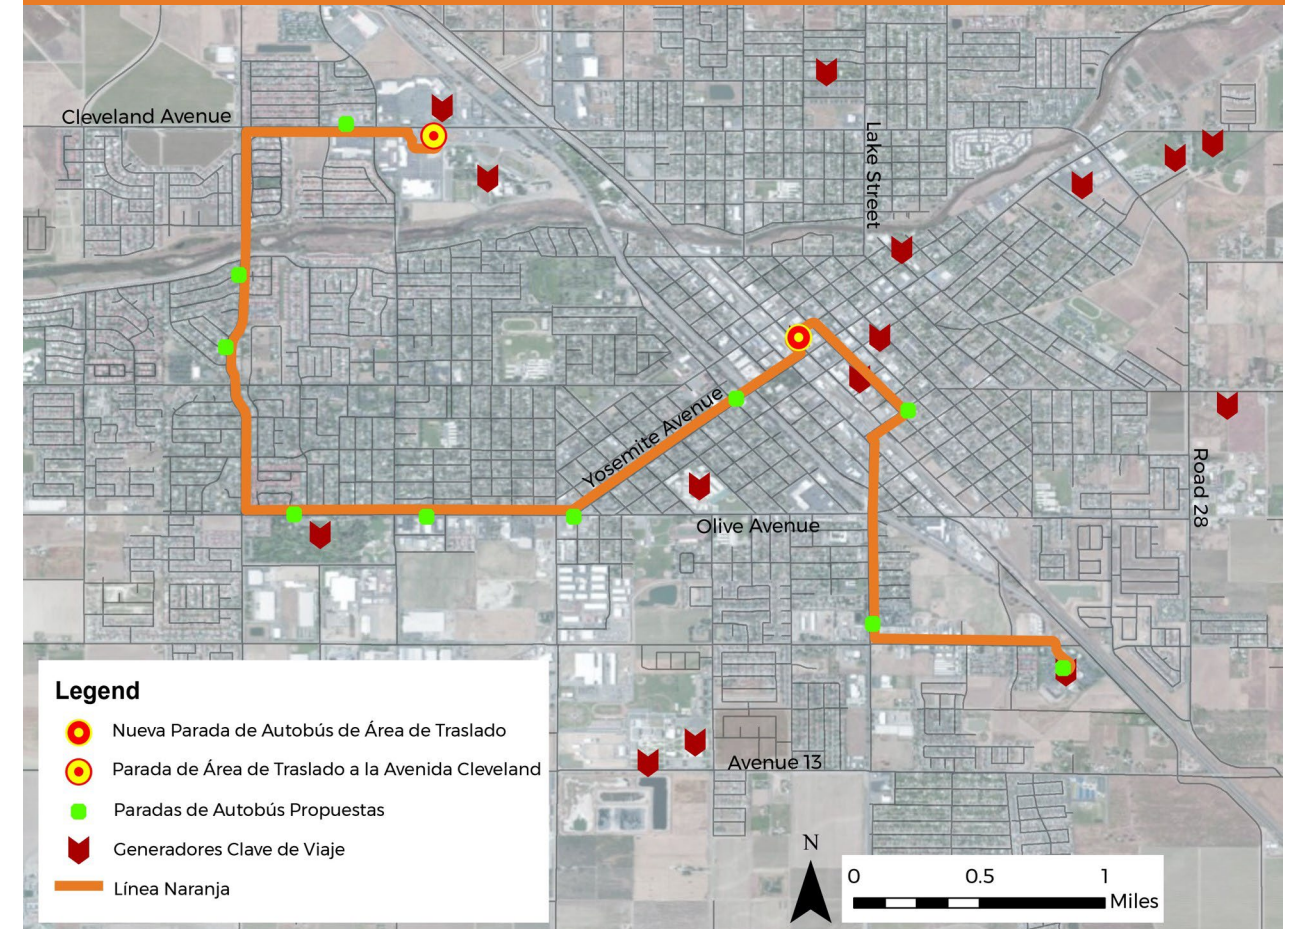 Cleveland Avenue
Lake Street
Yosemite Avenue
Road 28
Olive Avenue
Avenue 13
Legend
Nueva Parada de Autobús de Área de Traslado
Parada de Área de Traslado a la Avenida Cleveland
Paradas de Autobús Propuestas
Generadores Clave de Viaje
Línea Naranja
N
0 0.5 1
Miles